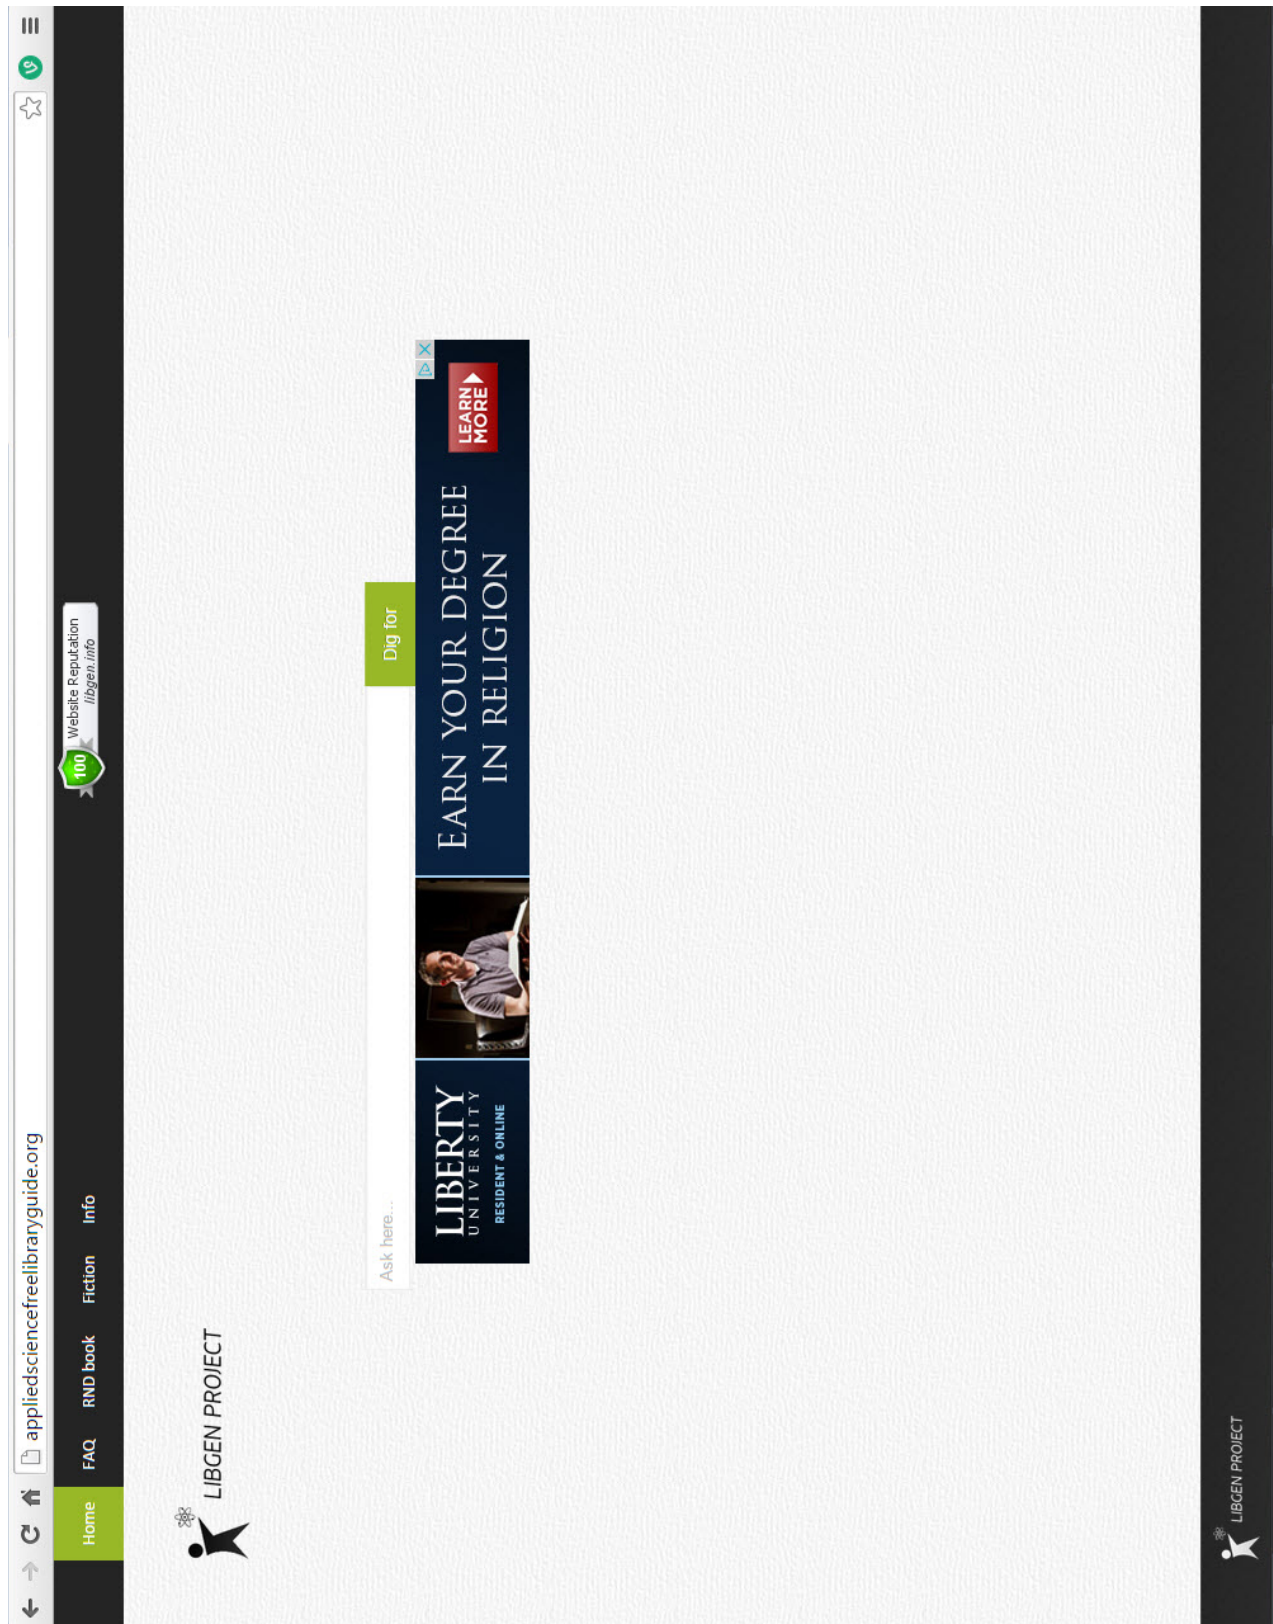 appliedsciencefreelibraryguide.org
Home FAQ RND book Fiction Info
100 Website Reputation
libgen.info
LIBGEN PROJECT
Ask here... Dig for
LIBERTY
UNIVERSITY
RESIDENT & ONLINE
EARN YOUR DEGREE
IN RELIGION
LEARN
MORE
LIBGEN PROJECT